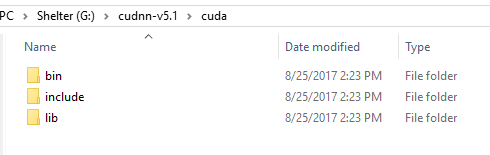 PC > Shelter (G:) > cudnn-v5.1 > cuda
Name Date modified Type
bin 8/25/2017 2:23 PM File folder
include 8/25/2017 2:23 PM File folder
lib 8/25/2017 2:23 PM File folder